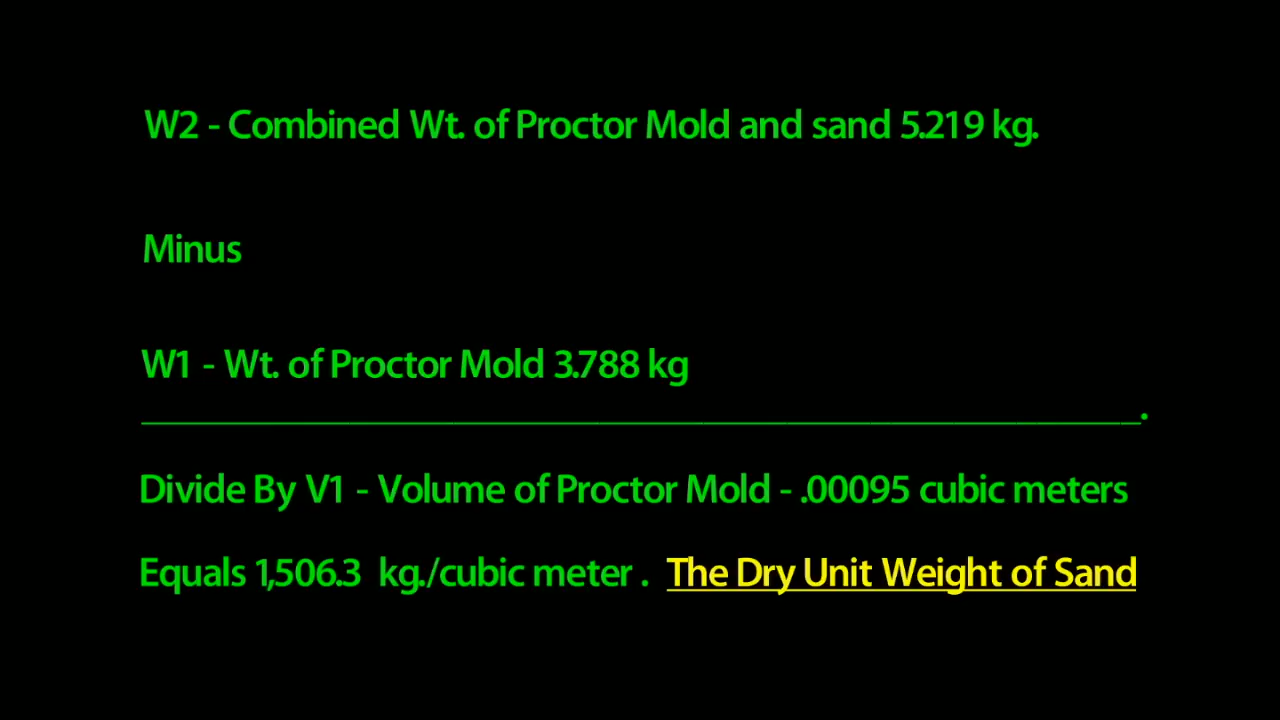 W2 - Combined Wt. of Proctor Mold and sand 5.219 kg.
Minus
W1 - Wt. of Proctor Mold 3.788 kg
________________________________________________.
Divide By V1 - Volume of Proctor Mold - .00095 cubic meters
Equals 1,506.3 kg./cubic meter . The Dry Unit Weight of Sand